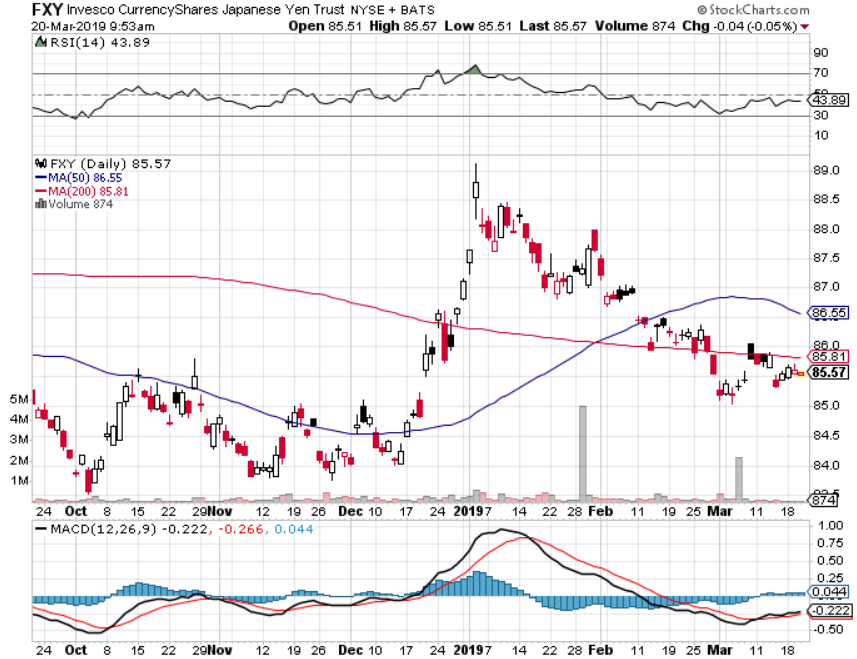 FXY Invesco CurrencyShares Japanese Yen Trust NYSE + BATS © StockCharts.com
20-Mar-2019 9:53am Open 85.51 High 85.57 Low 85.51 Last 85.57 Volume 874 Chg -0.04 (-0.05%)
RSI(14) 43.89
90
70
50
43.89
30
10
FXY (Daily) 85.57
MA(50) 86.55
MA(200) 85.81
Volume 874
89.0
88.5
88.0
87.5
87.0
86.55
86.0
85.81
85.57
85.0
84.5
84.0
5M
4M
3M
2M
1M
874
24 Oct 8 15 22 29 Nov 12 19 26 Dec 10 17 24 2019 7 14 22 28 Feb 11 19 25 Mar 11 18
MACD(12,26,9) -0.222, -0.266, 0.044
1.00
0.75
0.50
0.25
0.044
-0.222
-0.50
24 Oct 8 15 22 29 Nov 12 19 26 Dec 10 17 24 2019 7 14 22 28 Feb 11 19 25 Mar 11 18